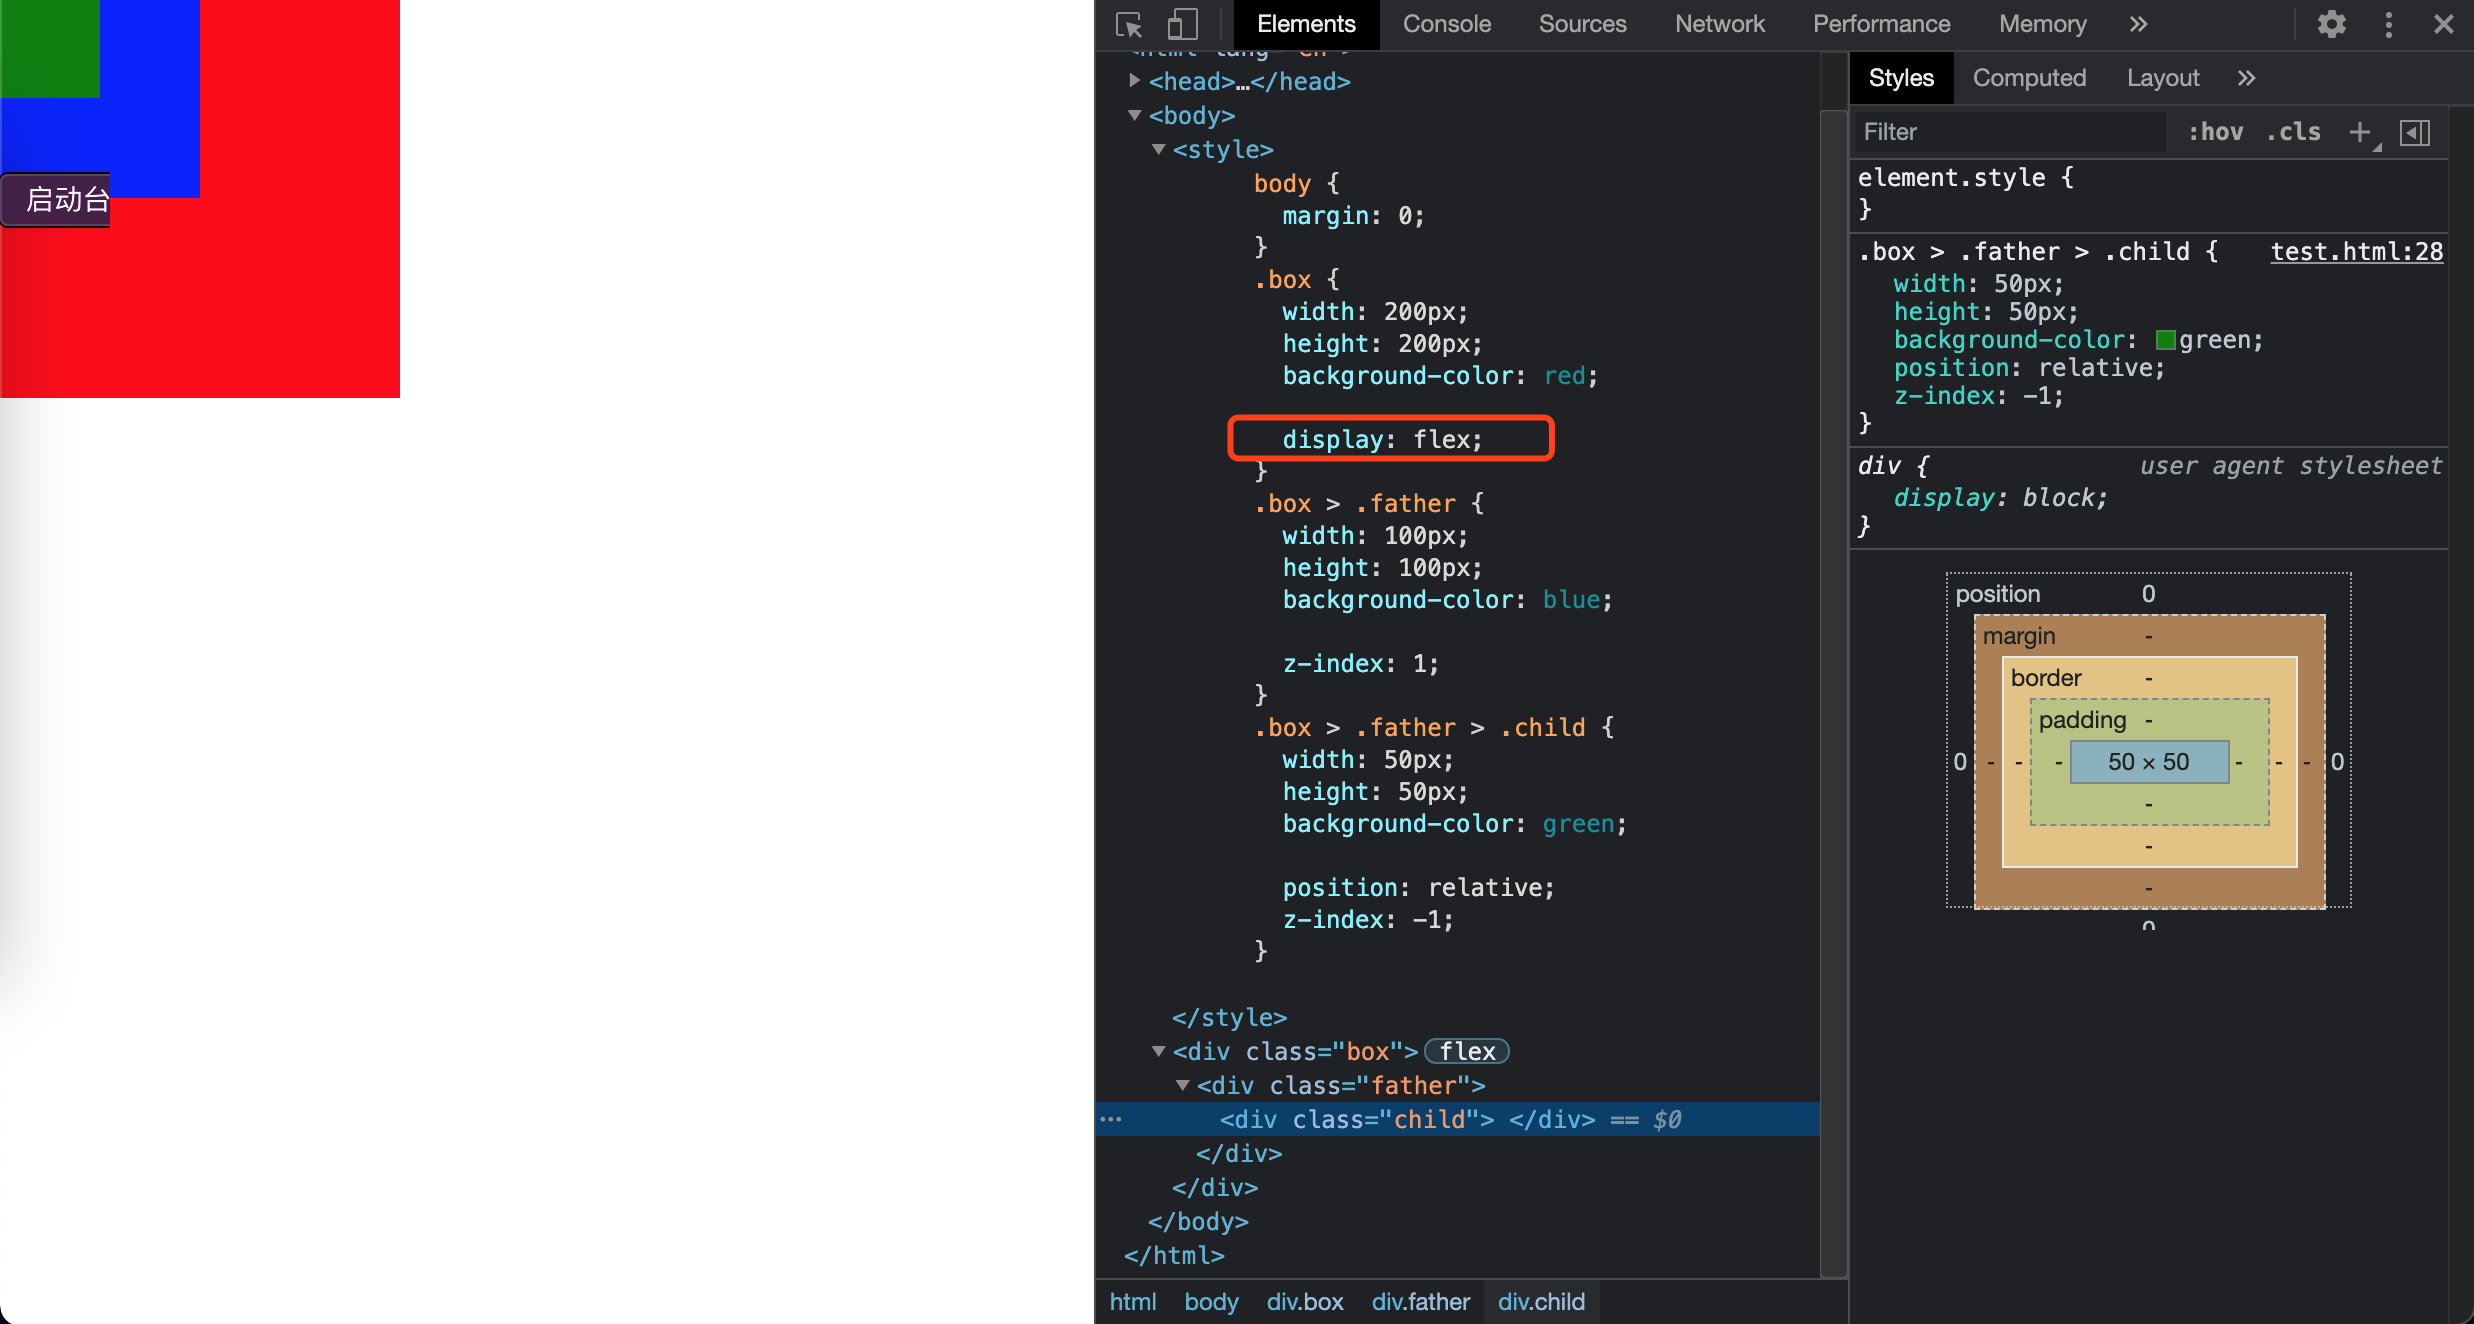 启动台
Elements Console Sources Network Performance Memory »
<html lang="en">
<head>…</head>
<body>
<style>
body {
margin: 0;
}
.box {
width: 200px;
height: 200px;
background-color: red;
display: flex;
}
.box > .father {
width: 100px;
height: 100px;
background-color: blue;
z-index: 1;
}
.box > .father > .child {
width: 50px;
height: 50px;
background-color: green;
position: relative;
z-index: -1;
}
</style>
<div class="box"> flex
<div class="father">
… <div class="child"> </div> == $0
</div>
</div>
</body>
</html>
html body div.box div.father div.child
Styles Computed Layout »
Filter :hov .cls +
element.style {
}
.box > .father > .child { test.html:28
width: 50px;
height: 50px;
background-color: green;
position: relative;
z-index: -1;
}
div { user agent stylesheet
display: block;
}
position 0
margin -
border -
padding -
0 - - - 50 × 50 - - - 0
-
-
-
0